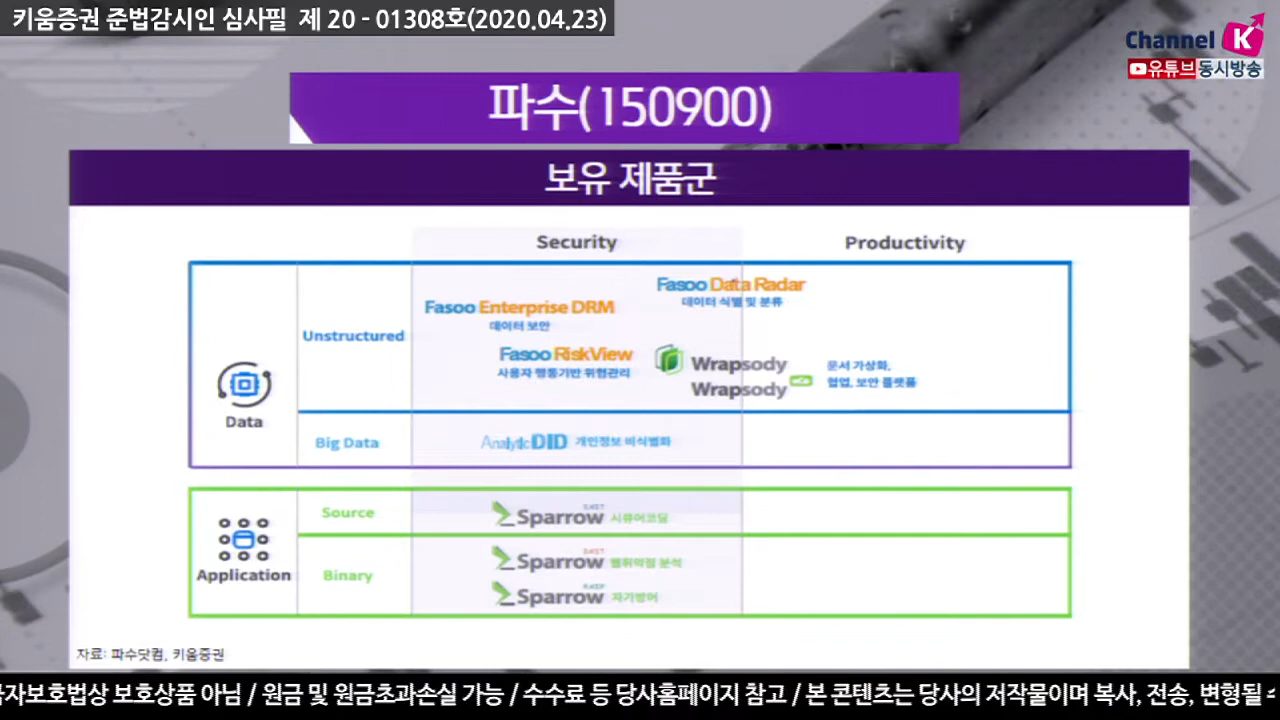 키움증권 준법감시인 심사필 제 20 - 01308호(2020.04.23)
Channel K
유튜브 동시방송
파수(150900)
보유 제품군
Security Productivity
Fasoo Data Radar
데이터 식별 및 분류
Fasoo Enterprise DRM
데이터 보안
Unstructured
Fasoo RiskView
사용자 행동기반 위험관리
Wrapsody
Wrapsody
문서 가상화,
협업, 보안 플랫폼
Data
Big Data
AnalyticDID 개인정보 비식별화
Source
Sparrow 시큐어코딩
Application
Binary
Sparrow 웹취약점 분석
Sparrow 자가방어
자료: 파수닷컴, 키움증권
자보호법상 보호상품 아님 / 원금 및 원금초과손실 가능 / 수수료 등 당사홈페이지 참고 / 본 콘텐츠는 당사의 저작물이며 복사, 전송, 변형될